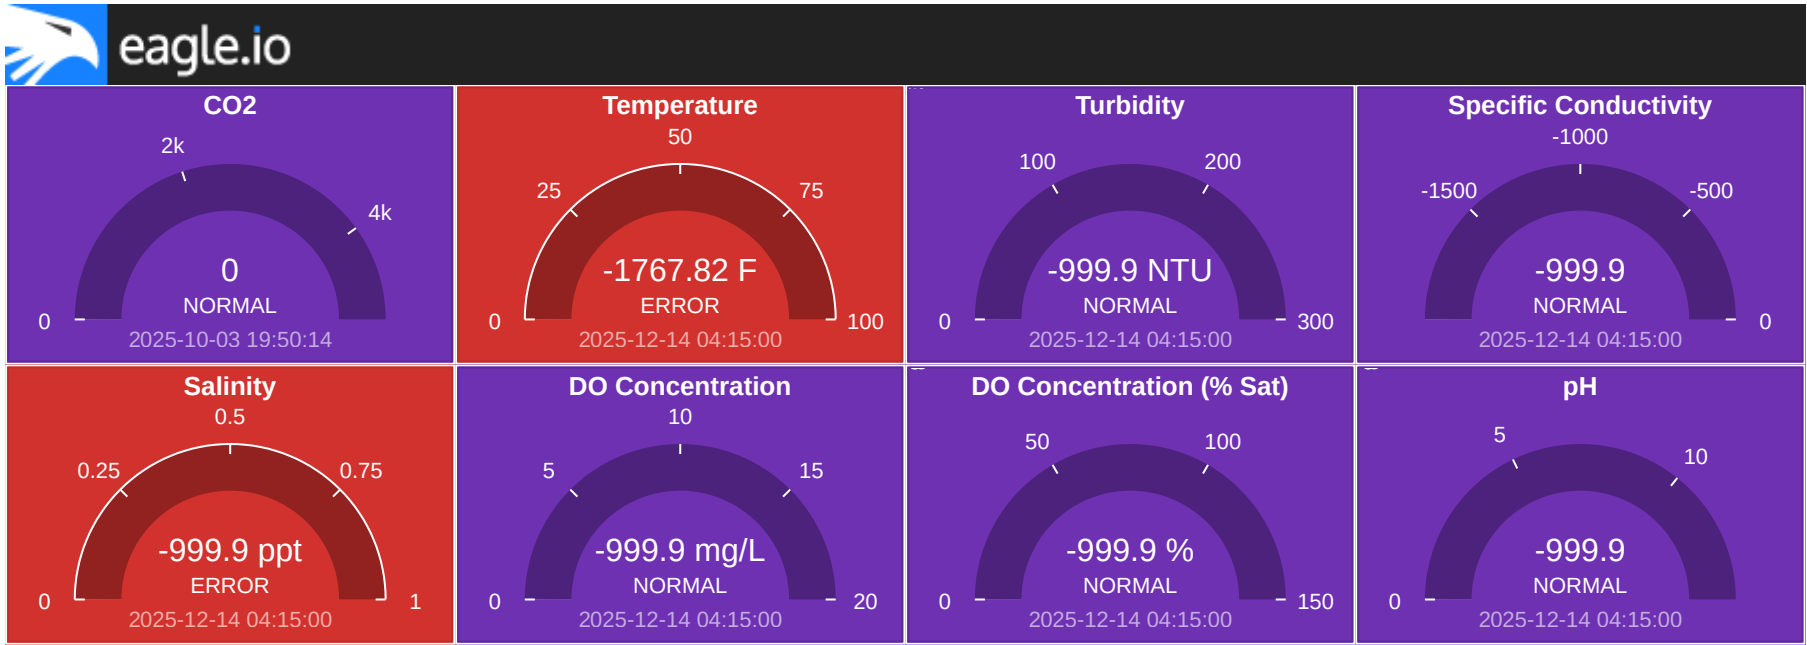 eagle.io
CO2
2k
4k
0
NORMAL
0
2025-10-03 19:50:14
Temperature
50
25
75
-1767.82 F
ERROR
0
100
2025-12-14 04:15:00
Turbidity
100
200
-999.9 NTU
NORMAL
0
300
2025-12-14 04:15:00
Specific Conductivity
-1000
-1500
-500
-999.9
NORMAL
0
2025-12-14 04:15:00
Salinity
0.5
0.25
0.75
-999.9 ppt
ERROR
0
1
2025-12-14 04:15:00
DO Concentration
10
5
15
-999.9 mg/L
NORMAL
0
20
2025-12-14 04:15:00
DO Concentration (% Sat)
50
100
-999.9 %
NORMAL
0
150
2025-12-14 04:15:00
pH
5
10
-999.9
NORMAL
0
2025-12-14 04:15:00